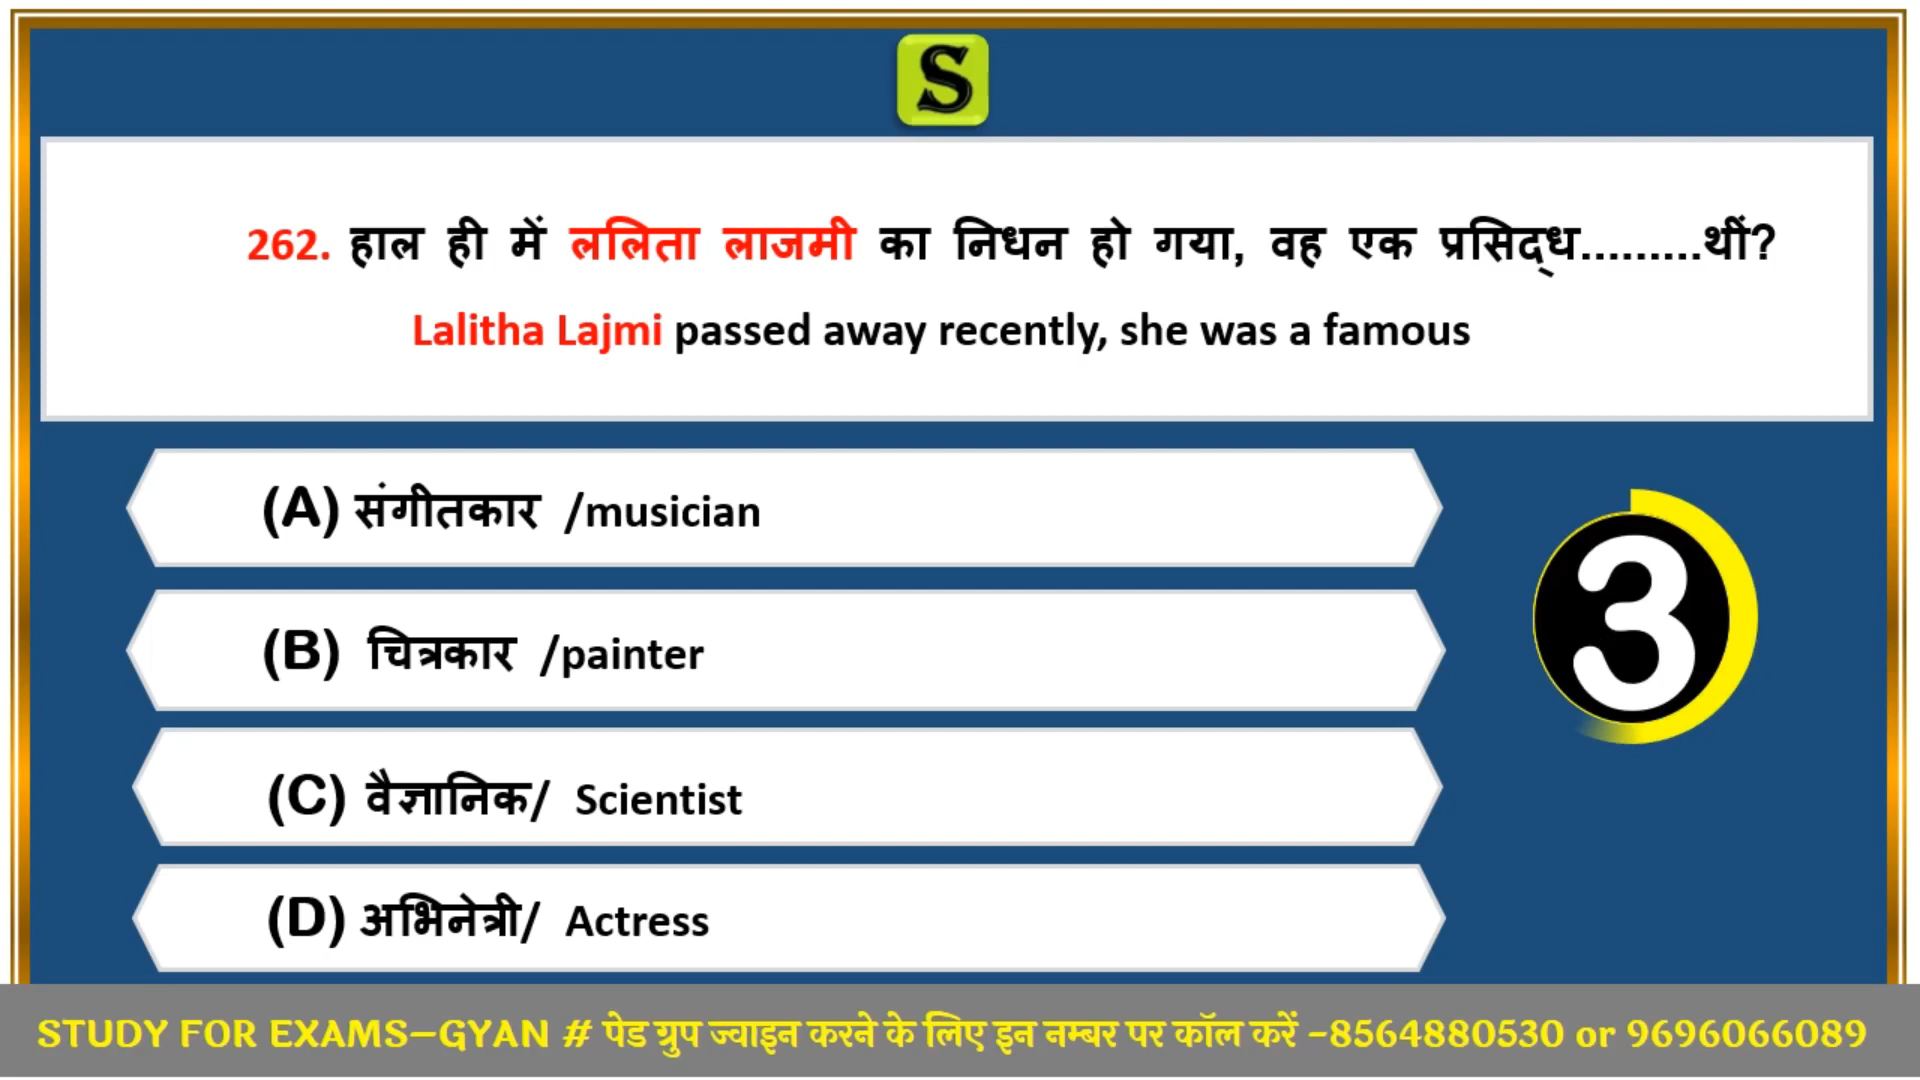 S
262. हाल ही में ललिता लाजमी का निधन हो गया, वह एक प्रसिद्ध.........थीं?
Lalitha Lajmi passed away recently, she was a famous
(A) संगीतकार /musician
(B) चित्रकार /painter
3
(C) वैज्ञानिक/ Scientist
(D) अभिनेत्री/ Actress
STUDY FOR EXAMS–GYAN # पेड ग्रुप ज्वाइन करने के लिए इन नम्बर पर कॉल करें -8564880530 or 9696066089